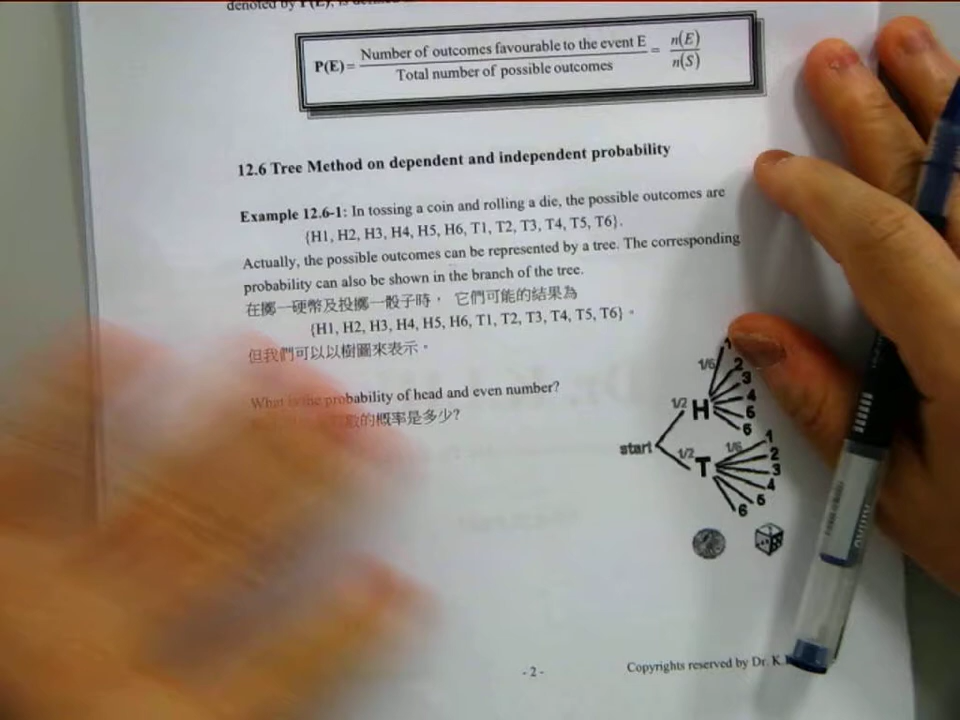 denoted by P(E), is
P(E) = Number of outcomes favourable to the event E / Total number of possible outcomes = n(E) / n(S)
12.6 Tree Method on dependent and independent probability
Example 12.6-1: In tossing a coin and rolling a die, the possible outcomes are
{H1, H2, H3, H4, H5, H6, T1, T2, T3, T4, T5, T6}.
Actually, the possible outcomes can be represented by a tree. The corresponding
probability can also be shown in the branch of the tree.
在擲一硬幣及投擲一骰子時， 它們可能的結果為
{H1, H2, H3, H4, H5, H6, T1, T2, T3, T4, T5, T6}。
但我們可以以樹圖來表示。
What is the probability of head and even number?
數的概率是多少?
start
1/2 H 1/6 1 2 3 4 5 6
1/2 T 1/6 1 2 3 4 5 6
- 2 -
Copyrights reserved by Dr. K.